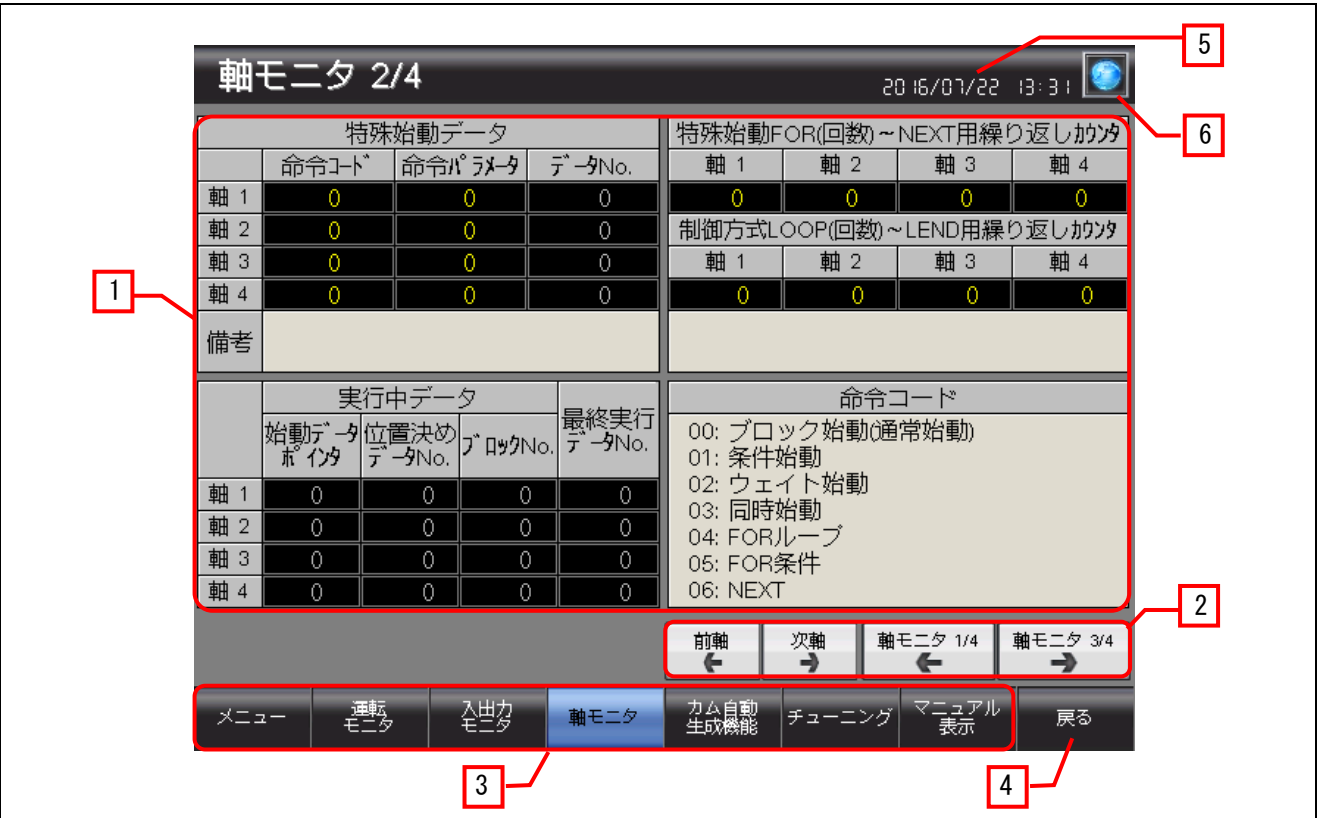 5
軸モニタ 2/4
2016/07/22 13:31
6
特殊始動データ
命令コード 命令パラメータ データNo.
軸 1 0 0 0
軸 2 0 0 0
軸 3 0 0 0
軸 4 0 0 0
備考
特殊始動FOR(回数)~NEXT用繰り返しカウンタ
軸 1 軸 2 軸 3 軸 4
0 0 0 0
制御方式LOOP(回数)~LEND用繰り返しカウンタ
軸 1 軸 2 軸 3 軸 4
0 0 0 0
1
実行中データ
最終実行
データNo.
始動データ
ポインタ
位置決め
データNo.
ブロックNo.
軸 1 0 0 0 0
軸 2 0 0 0 0
軸 3 0 0 0 0
軸 4 0 0 0 0
命令コード
00: ブロック始動(通常始動)
01: 条件始動
02: ウェイト始動
03: 同時始動
04: FORループ
05: FOR条件
06: NEXT
2
前軸 次軸 軸モニタ 1/4 軸モニタ 3/4
メニュー
運転
モニタ
入出力
モニタ
軸モニタ
カム自動
生成機能
チューニング
マニュアル
表示
戻る
3
4